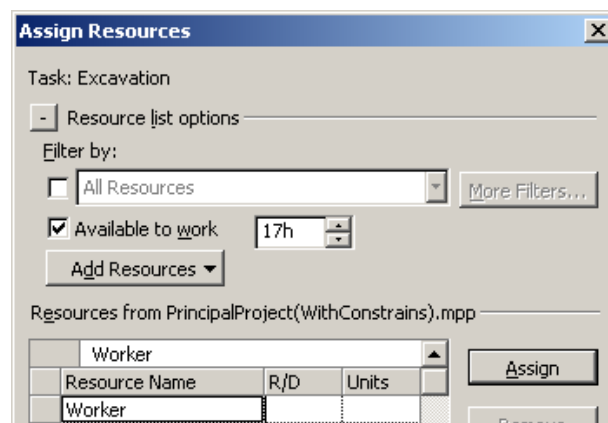 Assign Resources
Task: Excavation
- Resource list options
Filter by:
All Resources
More Filters...
Available to work 17h
Add Resources
Resources from PrincipalProject(WithConstrains).mpp
Worker
Assign
Resource Name R/D Units
Worker